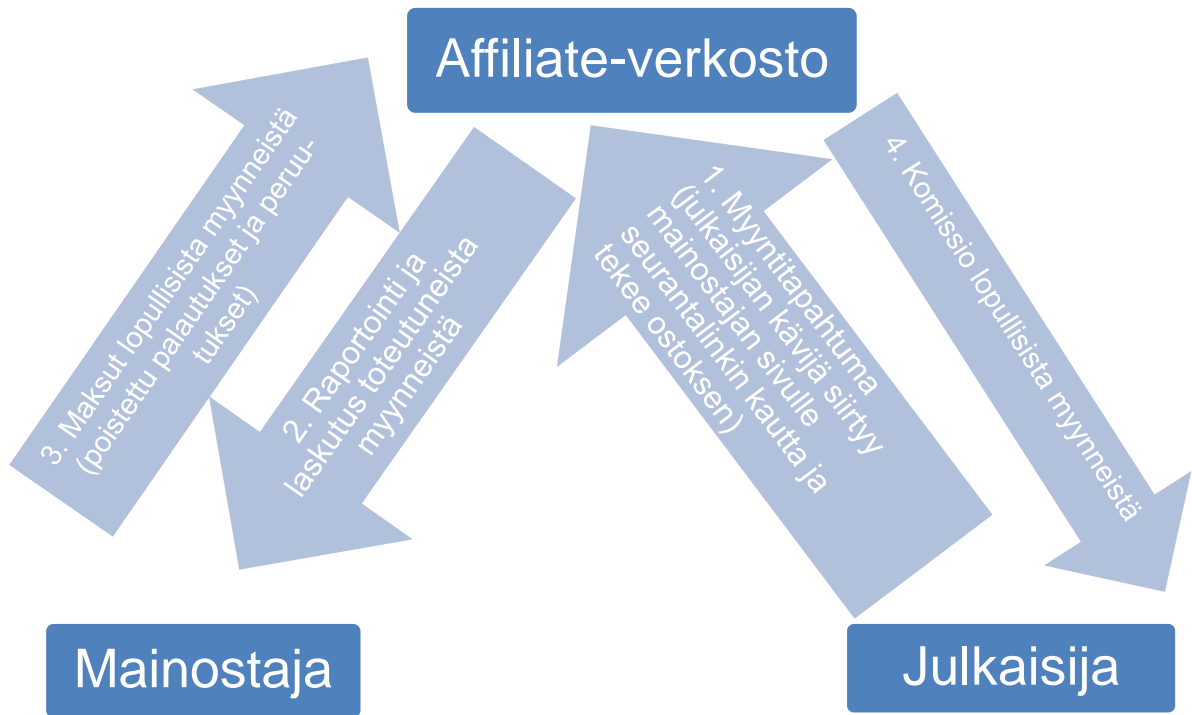 Affiliate-verkosto
3. Maksut lopullisista myynneistä
(poistettu palautukset ja peruu-
tukset)
2. Raportointi ja
laskutus toteutuneista
myynneistä
1. Myyntitapahtuma
(julkaisijan kävijä siirtyy
mainostajan sivulle
seurantalinkin kautta ja
tekee ostoksen)
4. Komissio lopullisista myynneistä
Mainostaja
Julkaisija